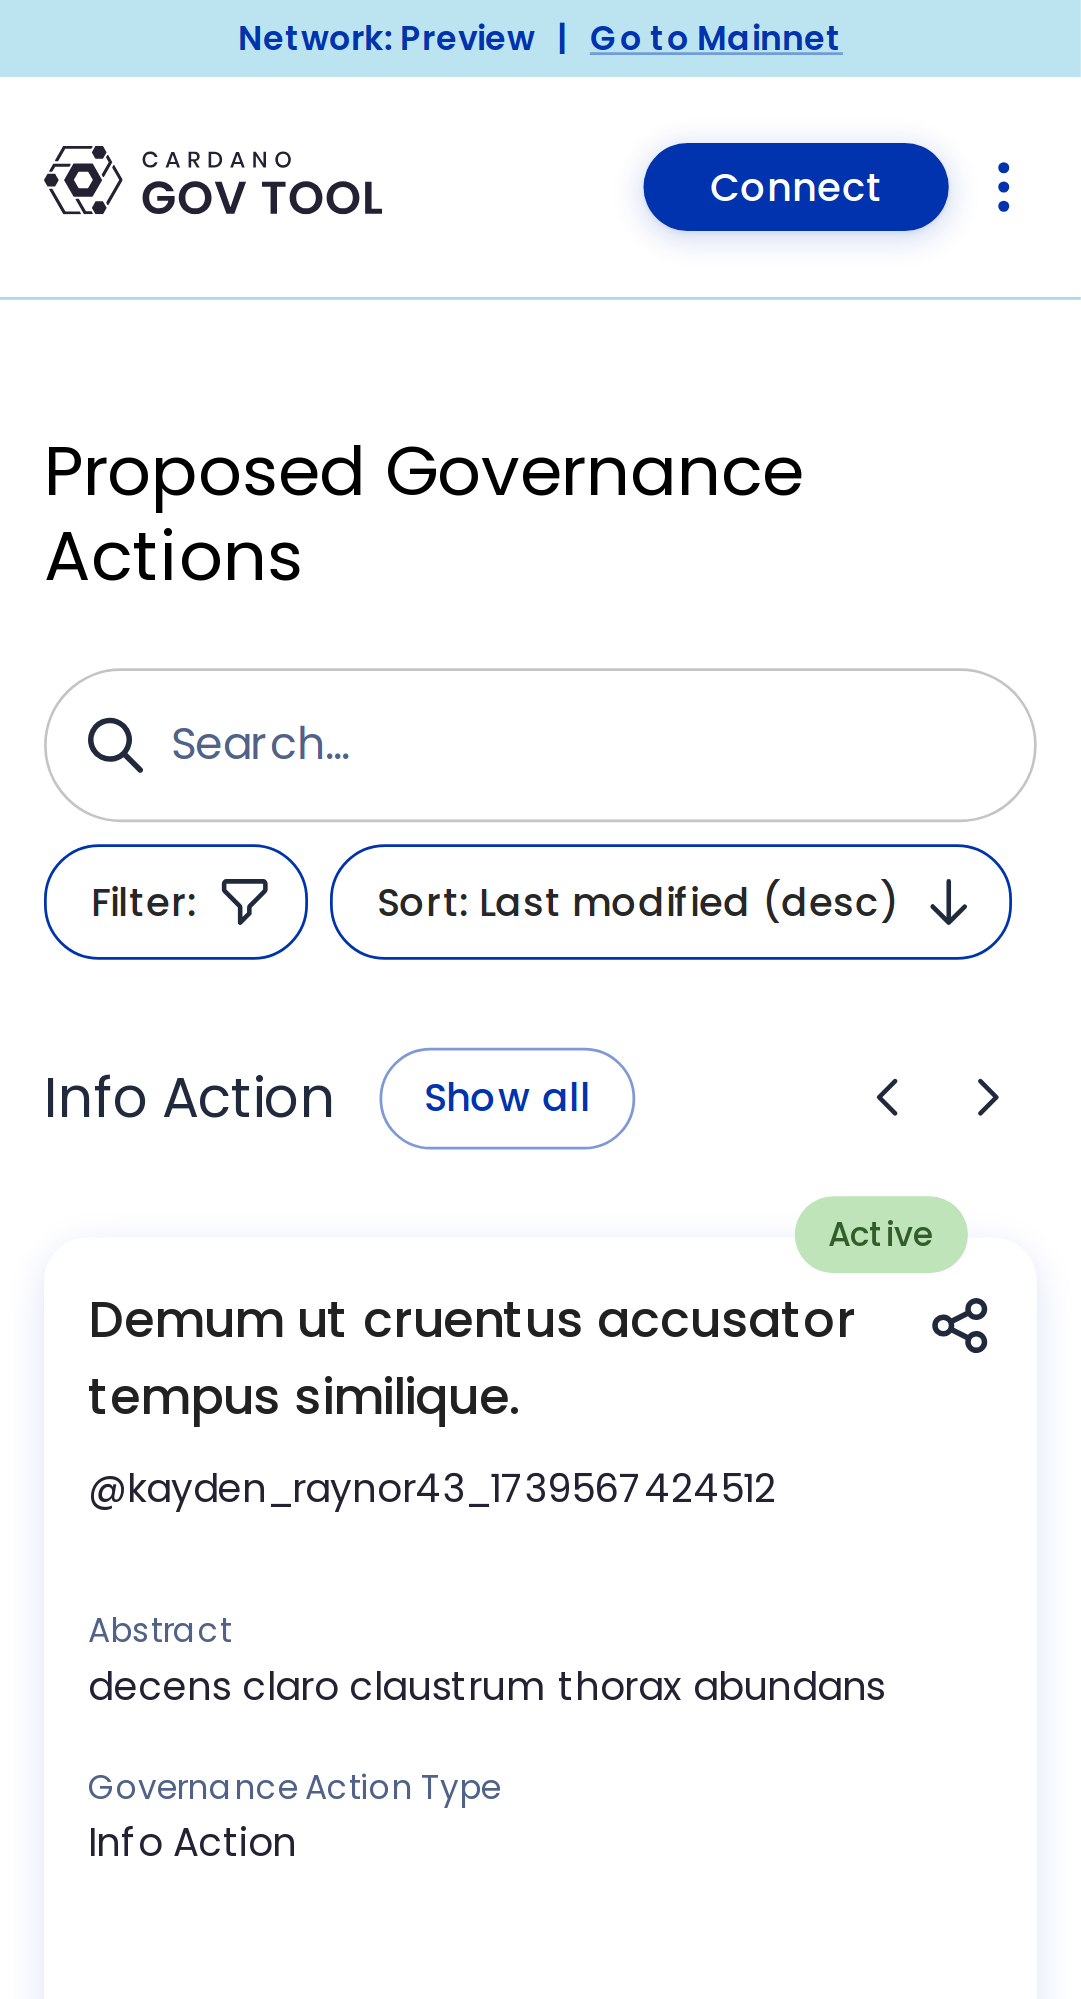 Network: Preview | Go to Mainnet
CARDANO
GOV TOOL
Connect
Proposed Governance
Actions
Search...
Filter:
Sort: Last modified (desc)
Info Action
Show all
Active
Demum ut cruentus accusator
tempus similique.
@kayden_raynor43_1739567424512
Abstract
decens claro claustrum thorax abundans
Governance Action Type
Info Action